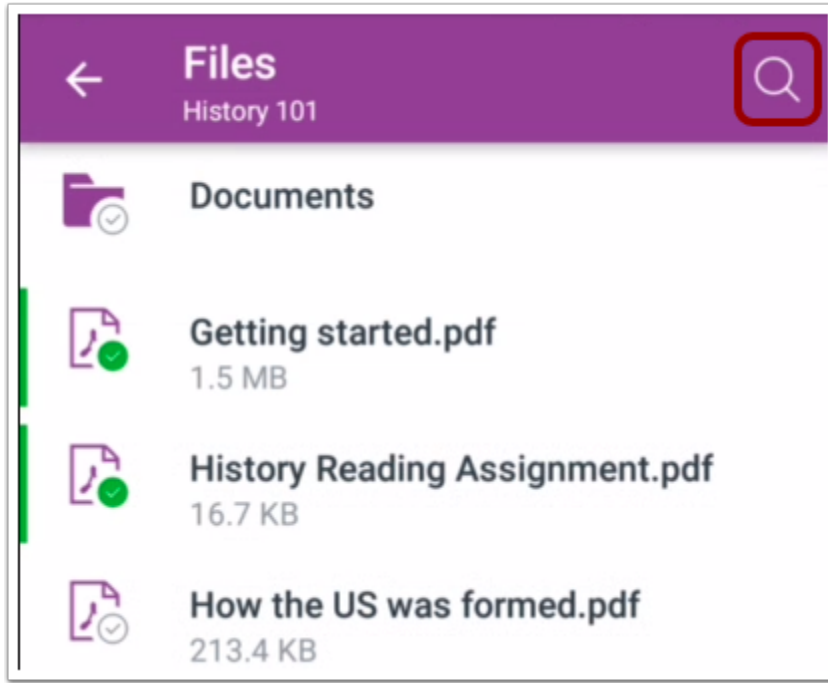 Files
History 101
Documents
Getting started.pdf
1.5 MB
History Reading Assignment.pdf
16.7 KB
How the US was formed.pdf
213.4 KB